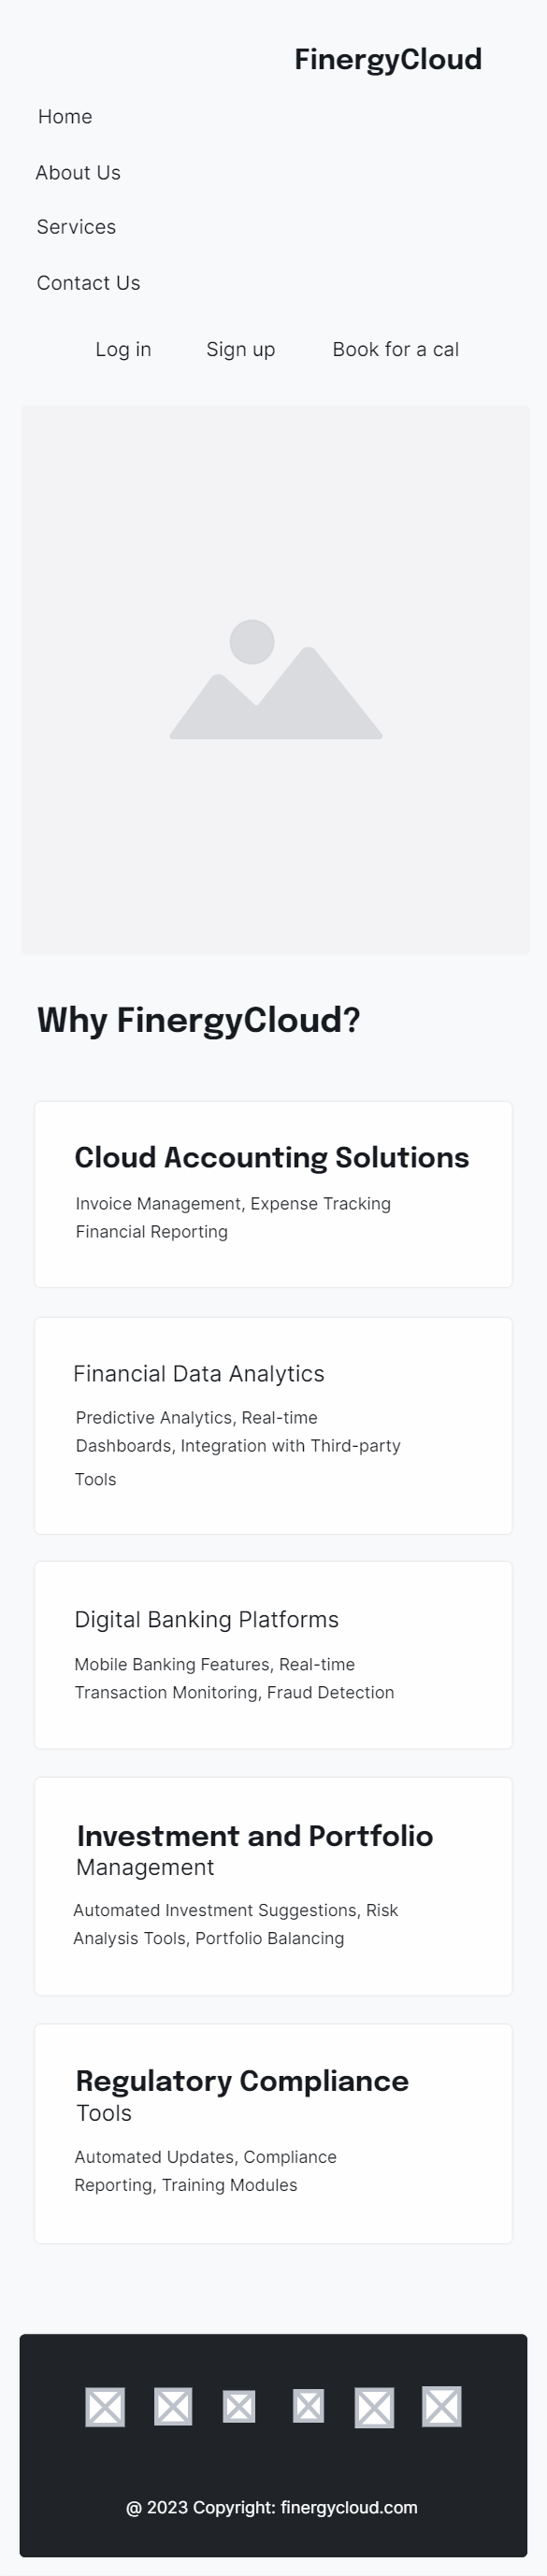 FinergyCloud
Home
About Us
Services
Contact Us
Log in Sign up Book for a cal
Why FinergyCloud?
Cloud Accounting Solutions
Invoice Management, Expense Tracking
Financial Reporting
Financial Data Analytics
Predictive Analytics, Real-time
Dashboards, Integration with Third-party
Tools
Digital Banking Platforms
Mobile Banking Features, Real-time
Transaction Monitoring, Fraud Detection
Investment and Portfolio
Management
Automated Investment Suggestions, Risk
Analysis Tools, Portfolio Balancing
Regulatory Compliance
Tools
Automated Updates, Compliance
Reporting, Training Modules
@ 2023 Copyright: finergycloud.com